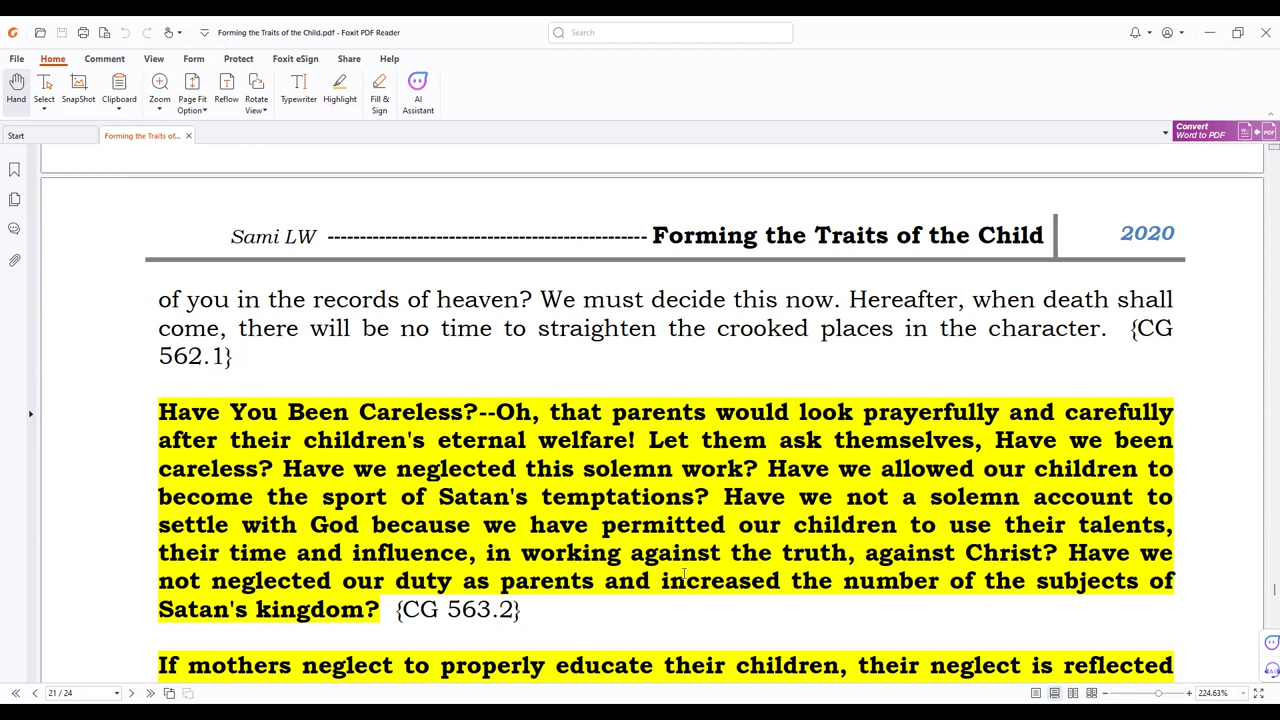 Forming the Traits of the Child.pdf - Foxit PDF Reader
Search
File Home Comment View Form Protect Foxit eSign Share Help
Hand Select SnapShot Clipboard Zoom Page Fit Option Reflow Rotate View Typewriter Highlight Fill & Sign AI Assistant
Start Forming the Traits of... Convert Word to PDF
Sami LW ------------------------------------------------ Forming the Traits of the Child 2020
of you in the records of heaven? We must decide this now. Hereafter, when death shall
come, there will be no time to straighten the crooked places in the character. {CG
562.1}
Have You Been Careless?--Oh, that parents would look prayerfully and carefully
after their children's eternal welfare! Let them ask themselves, Have we been
careless? Have we neglected this solemn work? Have we allowed our children to
become the sport of Satan's temptations? Have we not a solemn account to
settle with God because we have permitted our children to use their talents,
their time and influence, in working against the truth, against Christ? Have we
not neglected our duty as parents and increased the number of the subjects of
Satan's kingdom? {CG 563.2}
If mothers neglect to properly educate their children, their neglect is reflected
21 / 24 224.63%